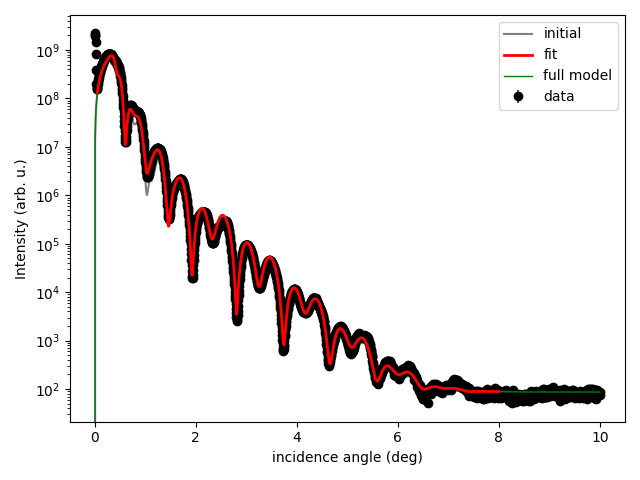 initial
fit
full model
data
10⁹
10⁸
10⁷
10⁶
10⁵
10⁴
10³
10²
Intensity (arb. u.)
0
2
4
6
8
10
incidence angle (deg)